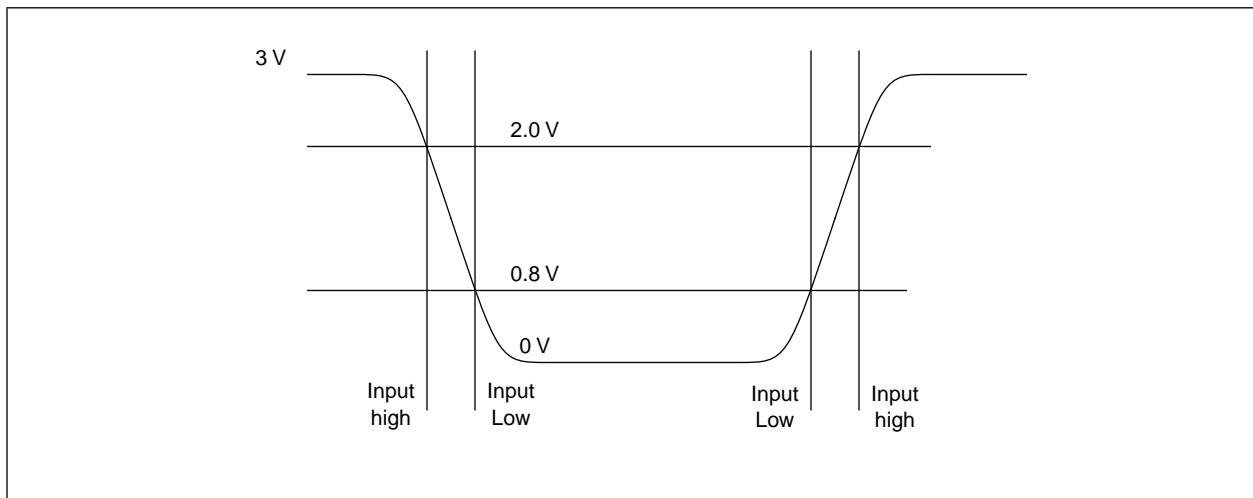 3 V
2.0 V
0.8 V
0 V
Input
high
Input
Low
Input
Low
Input
high